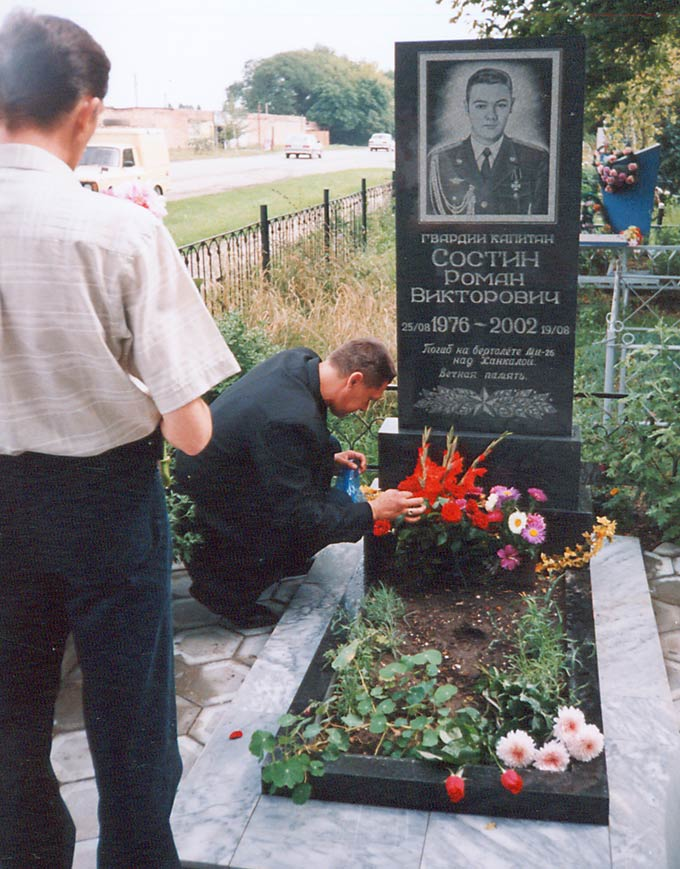 ГВАРДИИ КАПИТАН
СОСТИН
РОМАН
ВИКТОРОВИЧ
25/08 1976 - 2002 19/08
Погиб на вертолёте Ми-26
над Ханкалой.
Вечная память.